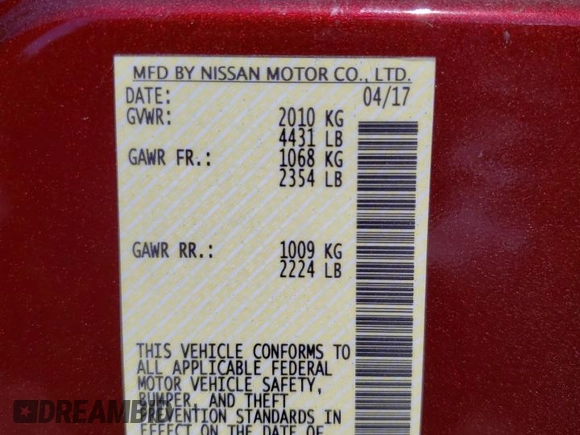 MFD BY NISSAN MOTOR CO., LTD.
DATE: 04/17
GVWR: 2010 KG
4431 LB
GAWR FR.: 1068 KG
2354 LB
GAWR RR.: 1009 KG
2224 LB
THIS VEHICLE CONFORMS TO
ALL APPLICABLE FEDERAL
MOTOR VEHICLE SAFETY,
BUMPER, AND THEFT
PREVENTION STANDARDS IN
EFFECT ON THE DATE OF
DREAMBID